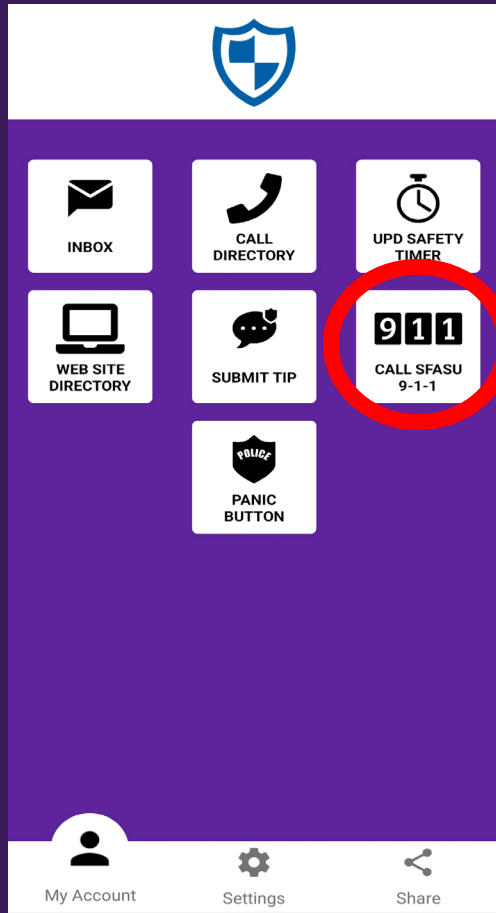 INBOX
CALL
DIRECTORY
UPD SAFETY
TIMER
WEB SITE
DIRECTORY
SUBMIT TIP
911
CALL SFASU
9-1-1
POLICE
PANIC
BUTTON
My Account
Settings
Share